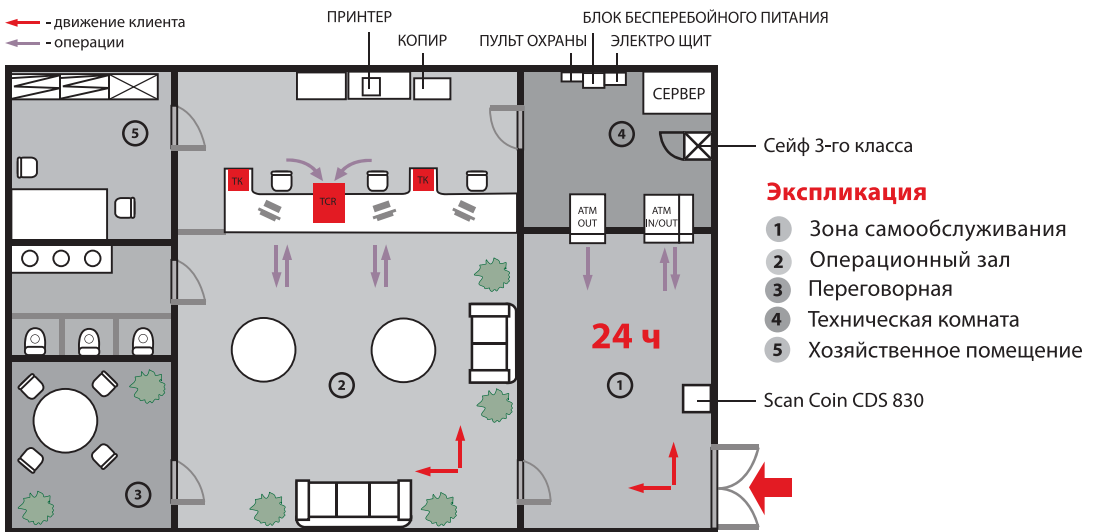 - движение клиента
- операции
ПРИНТЕР
КОПИР
ПУЛЬТ ОХРАНЫ
БЛОК БЕСПЕРЕБОЙНОГО ПИТАНИЯ
ЭЛЕКТРО ЩИТ
СЕРВЕР
5
4
Сейф 3-го класса
ТК
TCR
ТК
ATM
OUT
ATM
IN/OUT
Экспликация
1 Зона самообслуживания
2 Операционный зал
3 Переговорная
4 Техническая комната
5 Хозяйственное помещение
24 ч
2
1
Scan Coin CDS 830
3